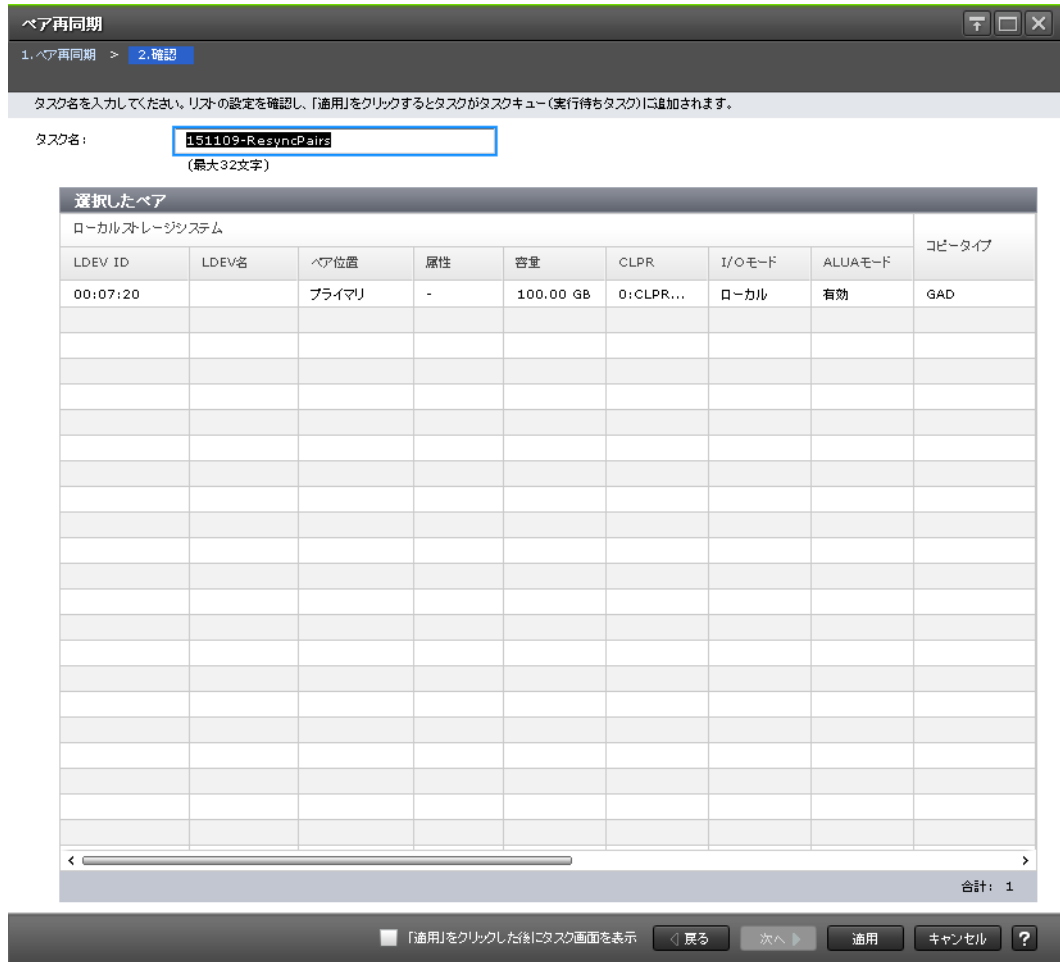 ペア再同期
1.ペア再同期 > 2.確認
タスク名を入力してください。リストの設定を確認し、「適用」をクリックするとタスクがタスクキュー(実行待ちタスク)に追加されます。
タスク名: 151109-ResyncPairs
(最大32文字)
選択したペア
ローカルストレージシステム コピータイプ
LDEV ID LDEV名 ペア位置 属性 容量 CLPR I/Oモード ALUAモード
00:07:20 プライマリ - 100.00 GB 0:CLPR... ローカル 有効 GAD
合計: 1
「適用」をクリックした後にタスク画面を表示 戻る 次へ 適用 キャンセル ?